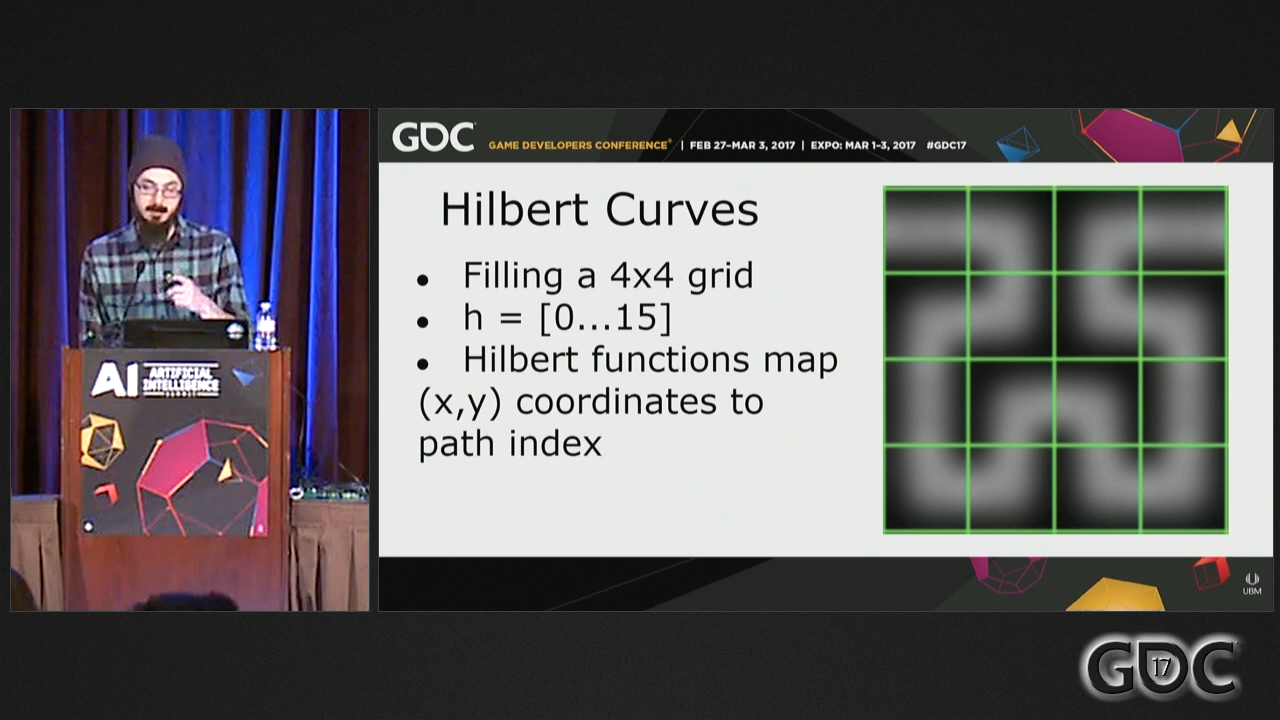 GDC
GAME DEVELOPERS CONFERENCE® | FEB 27–MAR 3, 2017 | EXPO: MAR 1–3, 2017 #GDC17
Hilbert Curves
• Filling a 4x4 grid
• h = [0...15]
• Hilbert functions map
(x,y) coordinates to
path index
AI
ARTIFICIAL
INTELLIGENCE
UBM
GDC
17